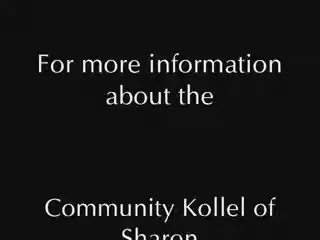 For more information
about the
Community Kollel of
Sharon